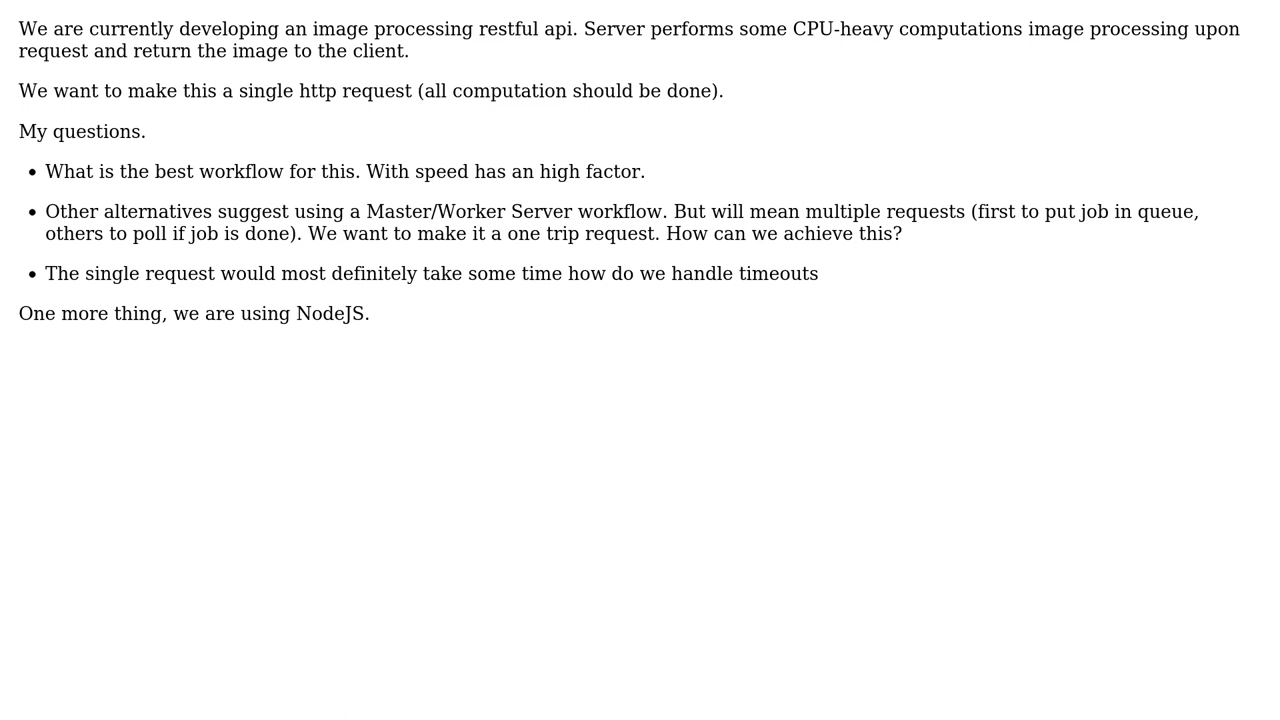 We are currently developing an image processing restful api. Server performs some CPU-heavy computations image processing upon
request and return the image to the client.
We want to make this a single http request (all computation should be done).
My questions.
• What is the best workflow for this. With speed has an high factor.
• Other alternatives suggest using a Master/Worker Server workflow. But will mean multiple requests (first to put job in queue,
others to poll if job is done). We want to make it a one trip request. How can we achieve this?
• The single request would most definitely take some time how do we handle timeouts
One more thing, we are using NodeJS.